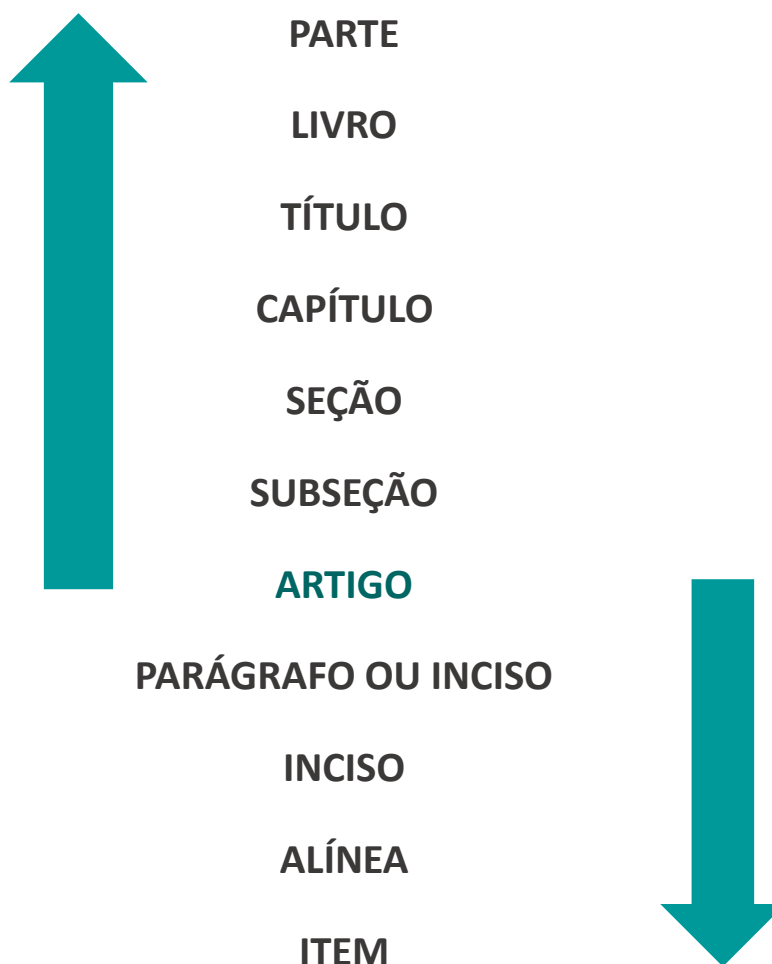 PARTE
LIVRO
TÍTULO
CAPÍTULO
SEÇÃO
SUBSEÇÃO
ARTIGO
PARÁGRAFO OU INCISO
INCISO
ALÍNEA
ITEM